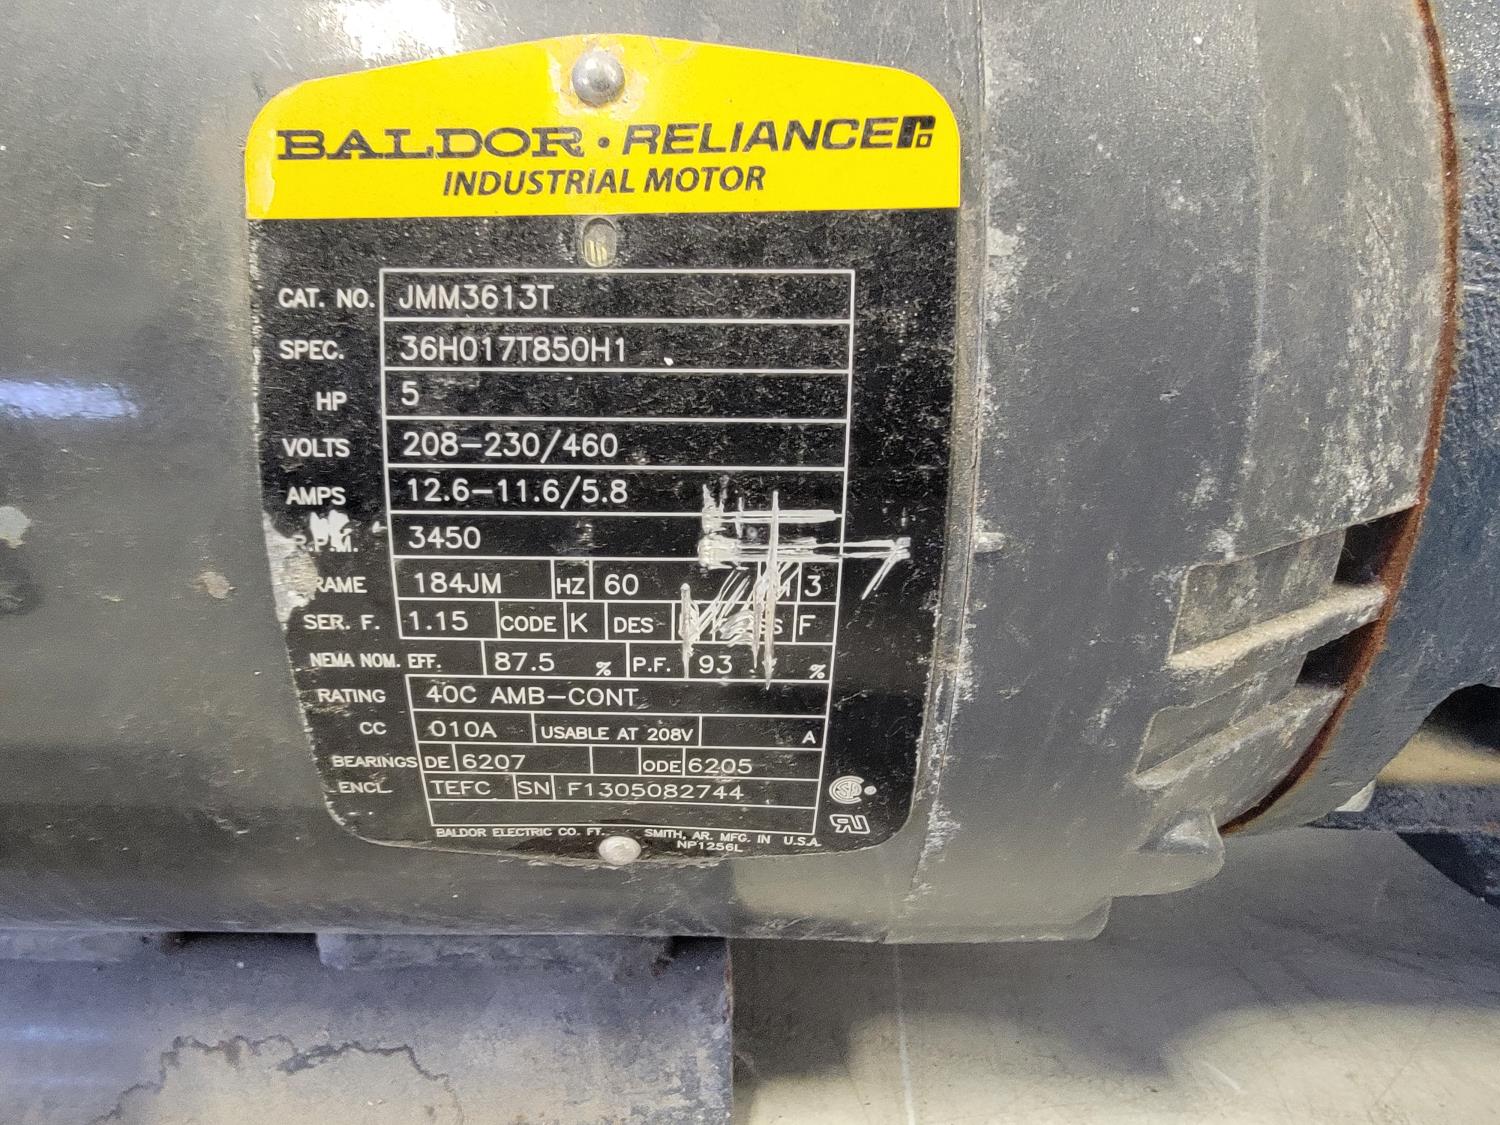 BALDOR • RELIANCE
INDUSTRIAL MOTOR
CAT. NO. JMM3613T
SPEC. 36H017T850H1
HP 5
VOLTS 208-230/460
AMPS 12.6-11.6/5.8
R.P.M. 3450
FRAME 184JM HZ 60 3
SER. F. 1.15 CODE K DES F
NEMA NOM. EFF. 87.5 % P.F. 93 %
RATING 40C AMB-CONT
CC 010A USABLE AT 208V A
BEARINGS DE 6207 ODE 6205
ENCL. TEFC SN F1305082744
BALDOR ELECTRIC CO. FT. SMITH, AR. MFG. IN U.S.A.
NP1256L